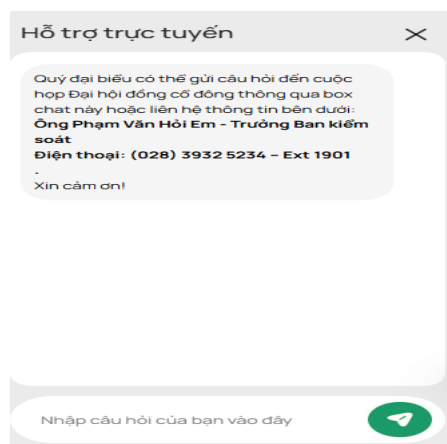 Hỗ trợ trực tuyến
Quý đại biểu có thể gửi câu hỏi đến cuộc
họp Đại hội đồng cổ đông thông qua box
chat này hoặc liên hệ thông tin bên dưới:
Ông Phạm Văn Hỏi Em - Trưởng Ban kiểm
soát
Điện thoại: (028) 3932 5234 – Ext 1901
.
Xin cảm ơn!
Nhập câu hỏi của bạn vào đây